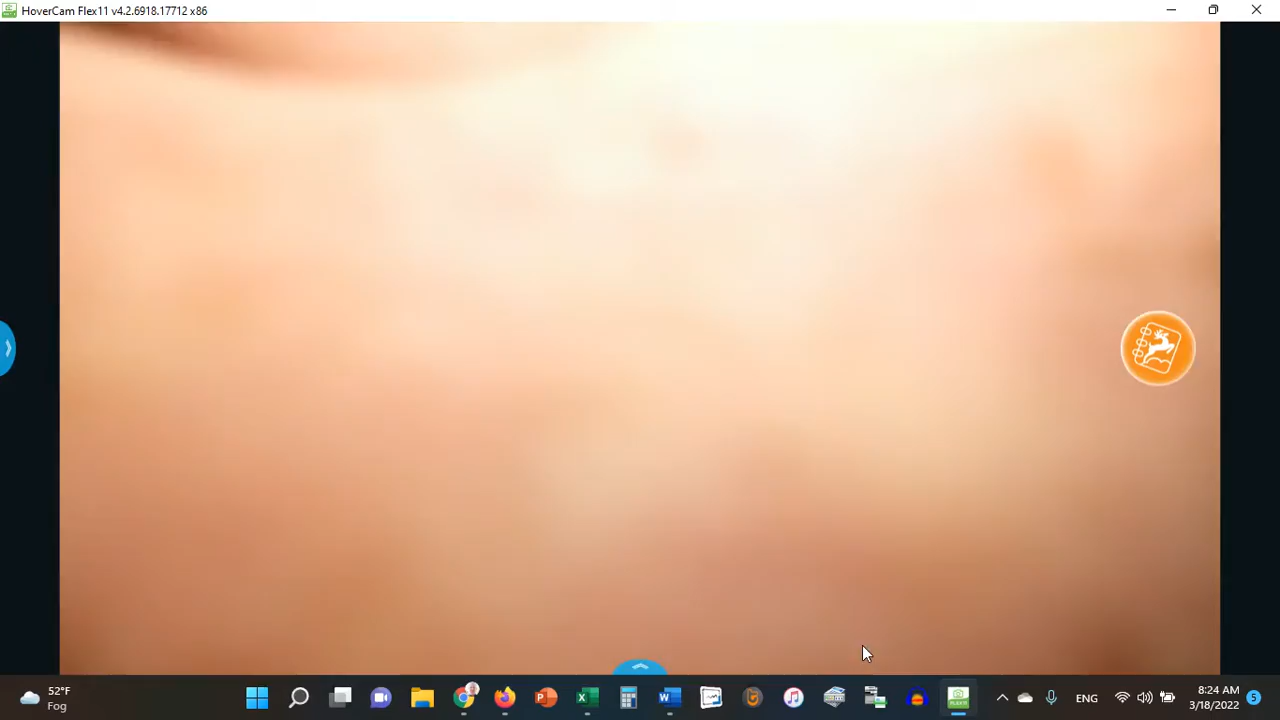 HoverCam Flex11 v4.2.6918.17712 x86
52°F
Fog
ENG
8:24 AM
3/18/2022
5